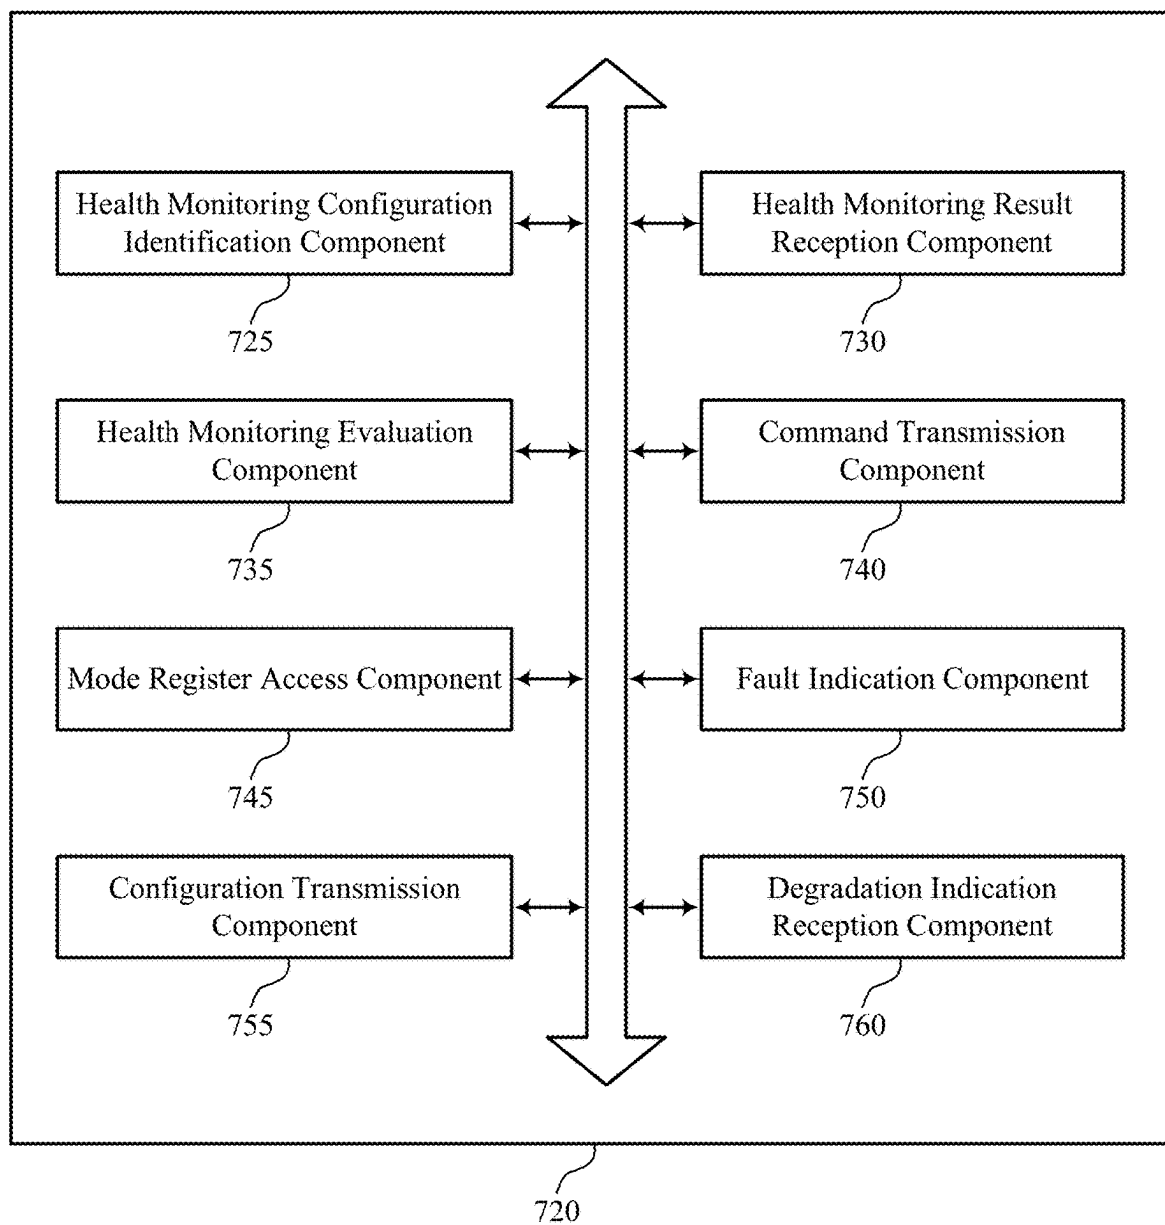 Health Monitoring Configuration
Identification Component
725
Health Monitoring Result
Reception Component
730
Health Monitoring Evaluation
Component
735
Command Transmission
Component
740
Mode Register Access Component
745
Fault Indication Component
750
Configuration Transmission
Component
755
Degradation Indication
Reception Component
760
720